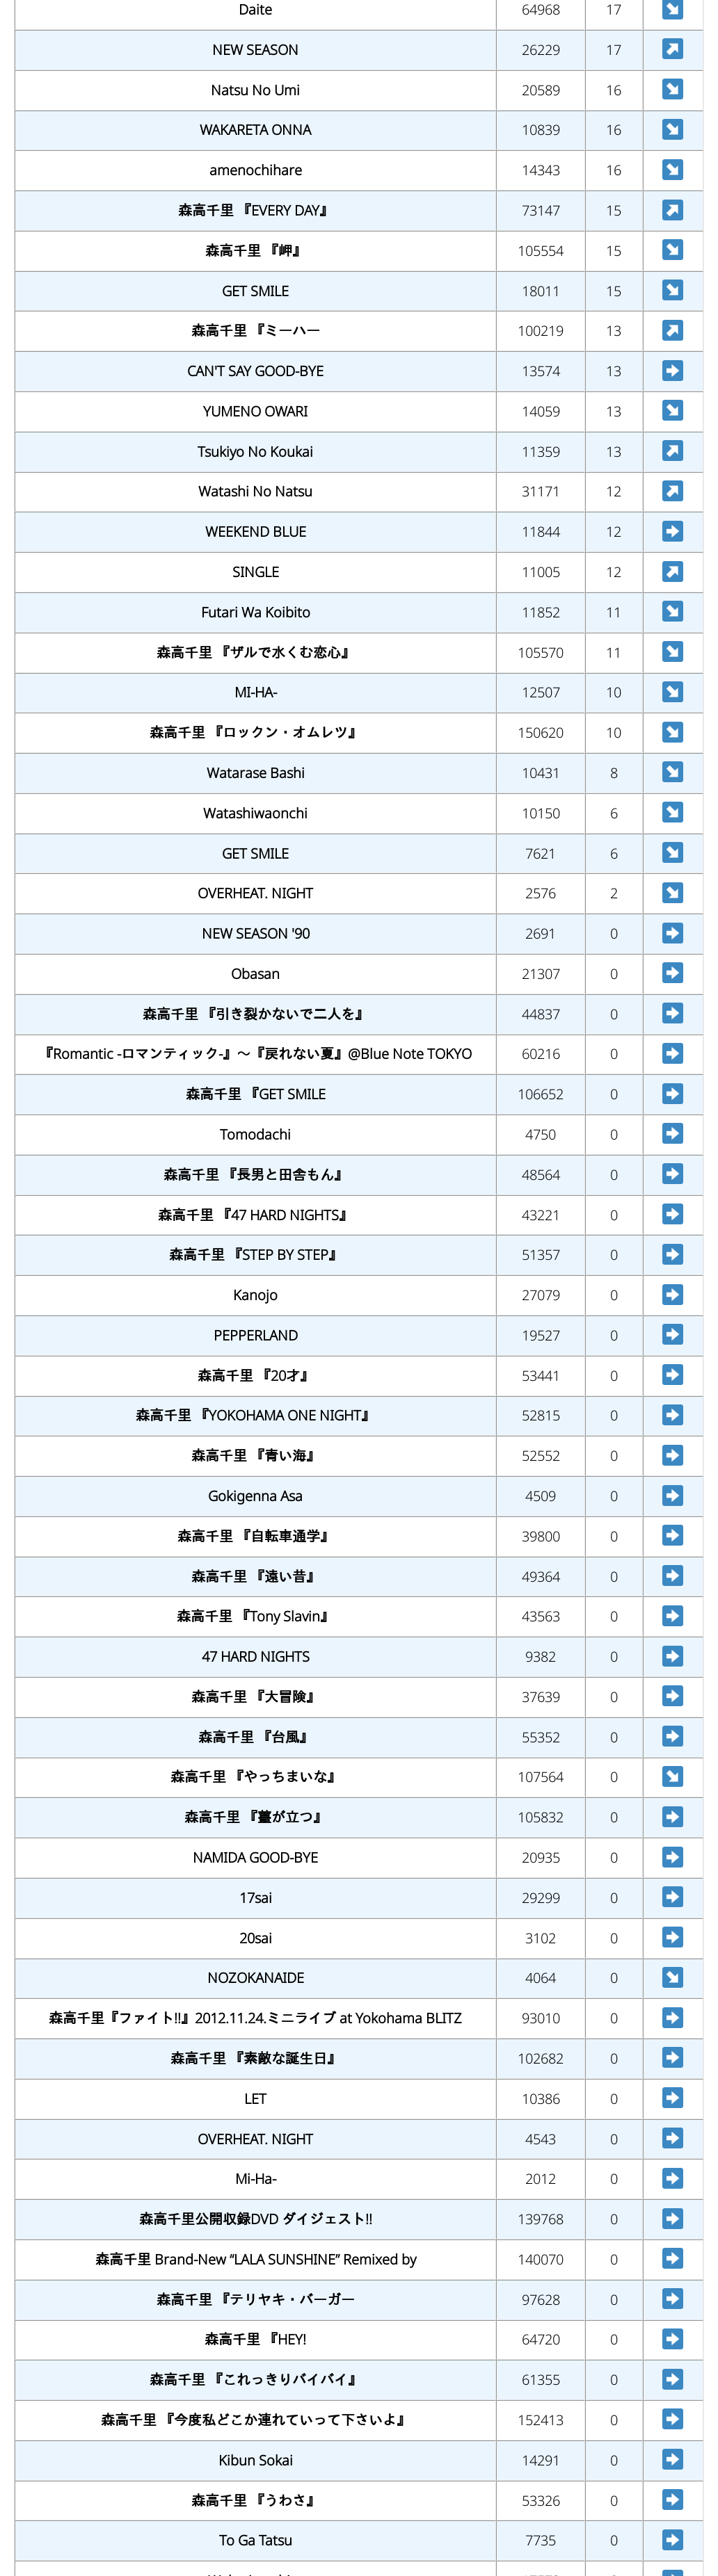 Daite 64968 17
NEW SEASON 26229 17
Natsu No Umi 20589 16
WAKARETA ONNA 10839 16
amenochihare 14343 16
森高千里 『EVERY DAY』 73147 15
森高千里 『岬』 105554 15
GET SMILE 18011 15
森高千里 『ミーハー 100219 13
CAN'T SAY GOOD-BYE 13574 13
YUMENO OWARI 14059 13
Tsukiyo No Koukai 11359 13
Watashi No Natsu 31171 12
WEEKEND BLUE 11844 12
SINGLE 11005 12
Futari Wa Koibito 11852 11
森高千里 『ザルで水くむ恋心』 105570 11
MI-HA- 12507 10
森高千里 『ロックン・オムレツ』 150620 10
Watarase Bashi 10431 8
Watashiwaonchi 10150 6
GET SMILE 7621 6
OVERHEAT. NIGHT 2576 2
NEW SEASON '90 2691 0
Obasan 21307 0
森高千里 『引き裂かないで二人を』 44837 0
『Romantic -ロマンティック-』～『戻れない夏』@Blue Note TOKYO 60216 0
森高千里 『GET SMILE 106652 0
Tomodachi 4750 0
森高千里 『長男と田舎もん』 48564 0
森高千里 『47 HARD NIGHTS』 43221 0
森高千里 『STEP BY STEP』 51357 0
Kanojo 27079 0
PEPPERLAND 19527 0
森高千里 『20才』 53441 0
森高千里 『YOKOHAMA ONE NIGHT』 52815 0
森高千里 『青い海』 52552 0
Gokigenna Asa 4509 0
森高千里 『自転車通学』 39800 0
森高千里 『遠い昔』 49364 0
森高千里 『Tony Slavin』 43563 0
47 HARD NIGHTS 9382 0
森高千里 『大冒険』 37639 0
森高千里 『台風』 55352 0
森高千里 『やっちまいな』 107564 0
森高千里 『薹が立つ』 105832 0
NAMIDA GOOD-BYE 20935 0
17sai 29299 0
20sai 3102 0
NOZOKANAIDE 4064 0
森高千里『ファイト!!』2012.11.24.ミニライブ at Yokohama BLITZ 93010 0
森高千里 『素敵な誕生日』 102682 0
LET 10386 0
OVERHEAT. NIGHT 4543 0
Mi-Ha- 2012 0
森高千里公開収録DVD ダイジェスト!! 139768 0
森高千里 Brand-New “LALA SUNSHINE” Remixed by 140070 0
森高千里 『テリヤキ・バーガー 97628 0
森高千里 『HEY! 64720 0
森高千里 『これっきりバイバイ』 61355 0
森高千里 『今度私どこか連れていって下さいよ』 152413 0
Kibun Sokai 14291 0
森高千里 『うわさ』 53326 0
To Ga Tatsu 7735 0